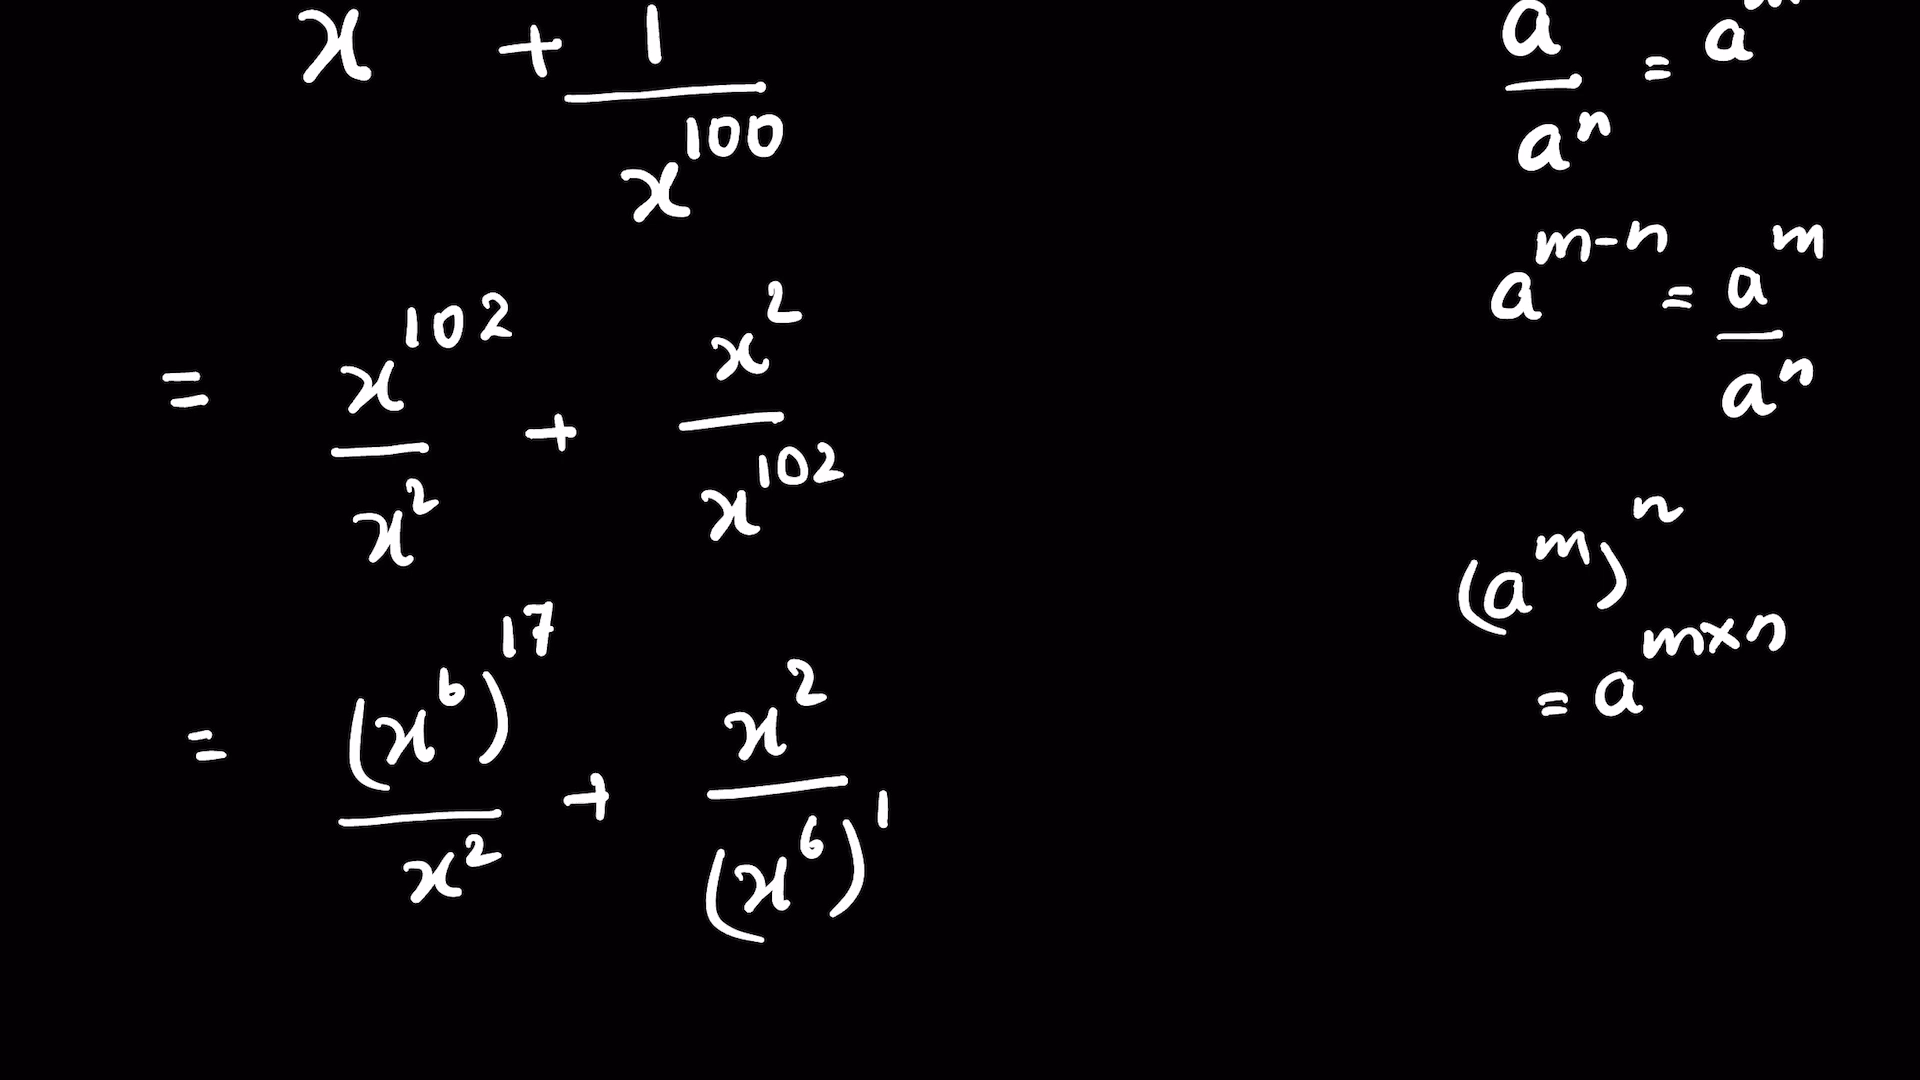 x + 1/x^100
= x^102/x^2 + x^2/x^102
= (x^6)^17/x^2 + x^2/(x^6)^1
a/a^n = a^m
a^m-n = a^m/a^n
(a^m)^n
= a^m×n